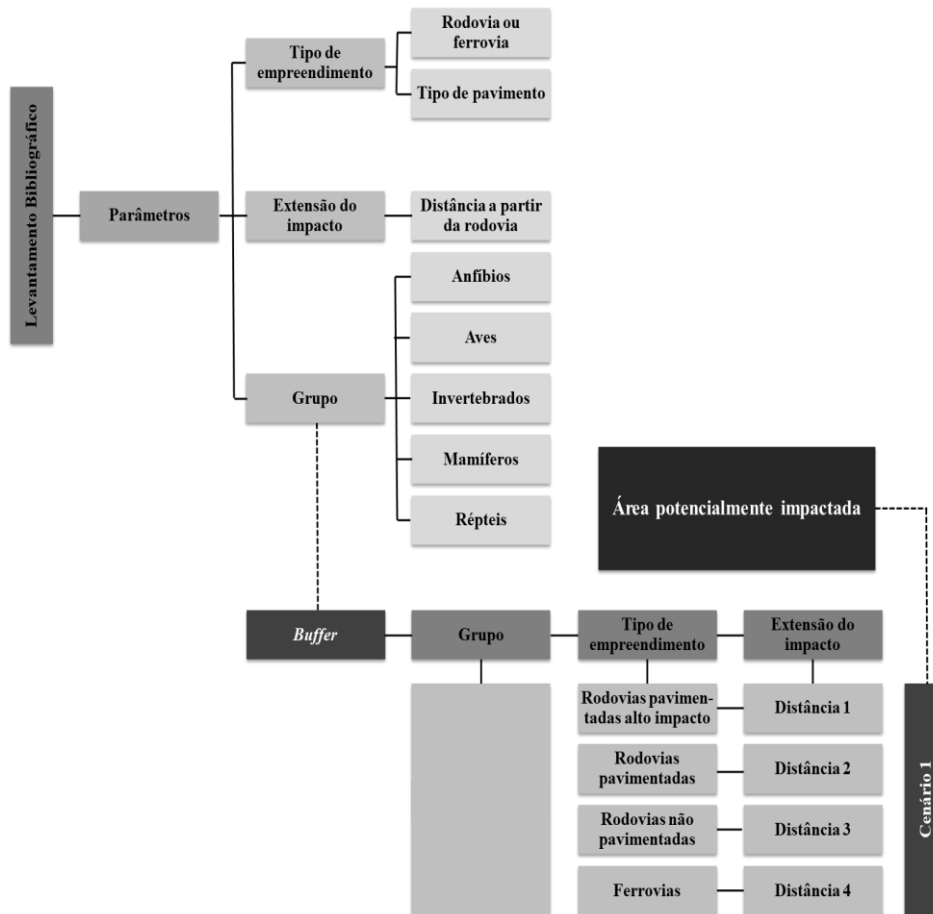 Levantamento Bibliográfico
Parâmetros
Tipo de
empreendimento
Rodovia ou
ferrovia
Tipo de pavimento
Extensão do
impacto
Distância a partir
da rodovia
Grupo
Anfíbios
Aves
Invertebrados
Mamíferos
Répteis
Área potencialmente impactada
Buffer
Grupo
Tipo de
empreendimento
Extensão do
impacto
Rodovias pavimen-
tadas alto impacto
Distância 1
Rodovias
pavimentadas
Distância 2
Rodovias não
pavimentadas
Distância 3
Ferrovias
Distância 4
Cenário 1